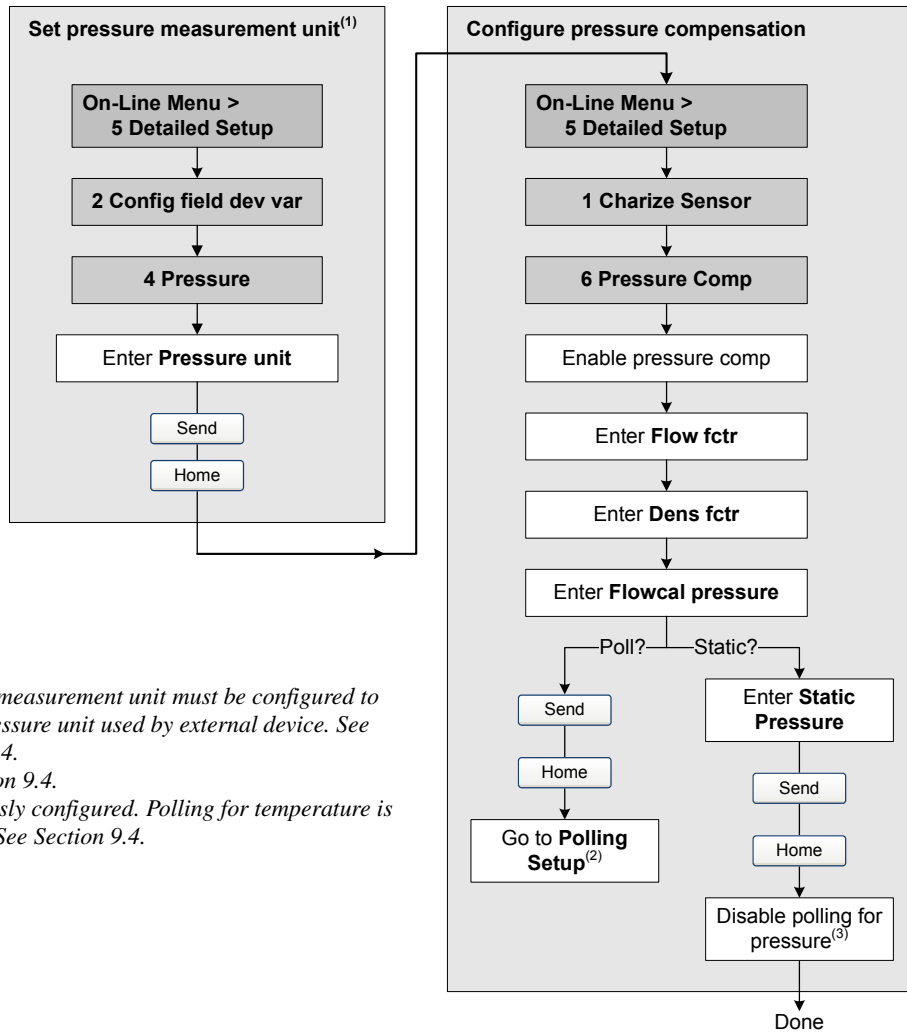 Set pressure measurement unit(1)
On-Line Menu >
5 Detailed Setup
2 Config field dev var
4 Pressure
Enter Pressure unit
Send
Home
Configure pressure compensation
On-Line Menu >
5 Detailed Setup
1 Charize Sensor
6 Pressure Comp
Enable pressure comp
Enter Flow fctr
Enter Dens fctr
Enter Flowcal pressure
Poll?
Static?
Send
Home
Go to Polling
Setup(2)
Enter Static
Pressure
Send
Home
Disable polling for
pressure(3)
Done
measurement unit must be configured to
essure unit used by external device. See
.4.
on 9.4.
sly configured. Polling for temperature is
See Section 9.4.